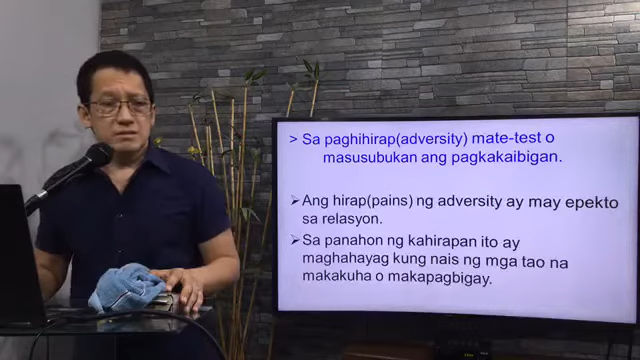 > Sa paghihirap(adversity) mate-test o
masusubukan ang pagkakaibigan.
➢Ang hirap(pains) ng adversity ay may epekto
sa relasyon.
➢Sa panahon ng kahirapan ito ay
maghahayag kung nais ng mga tao na
makakuha o makapagbigay.